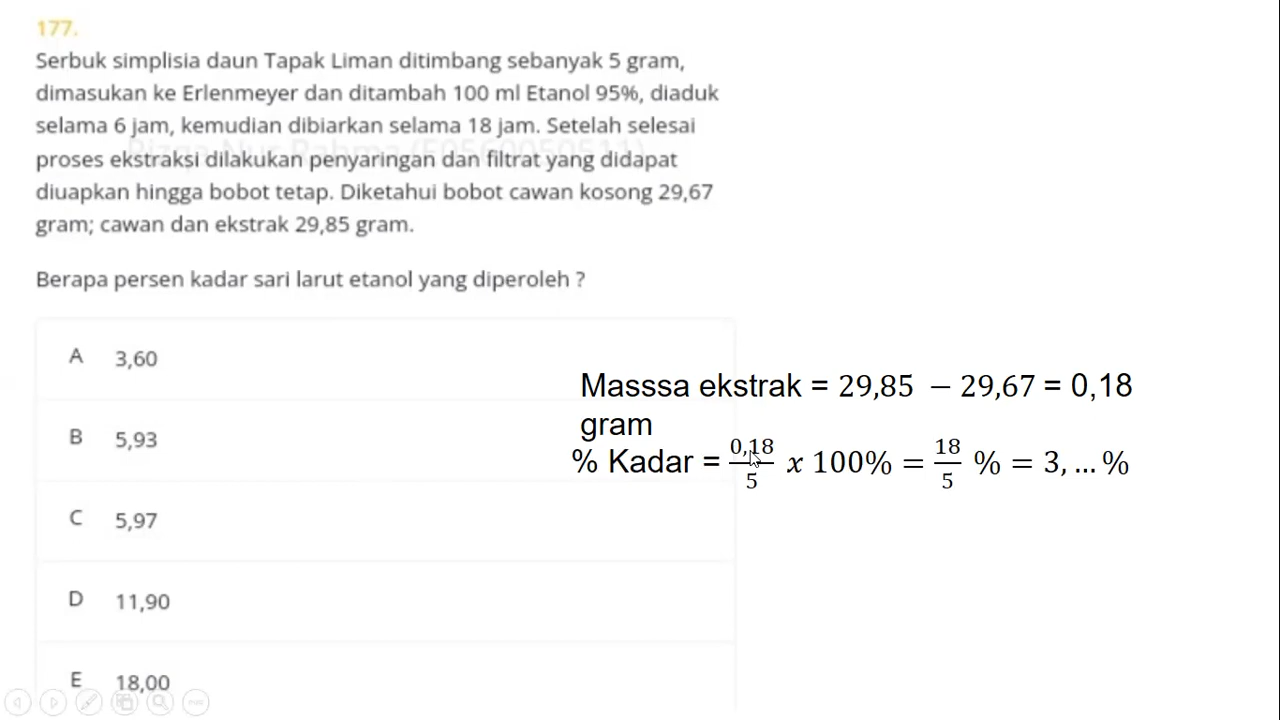 177.
Serbuk simplisia daun Tapak Liman ditimbang sebanyak 5 gram,
dimasukan ke Erlenmeyer dan ditambah 100 ml Etanol 95%, diaduk
selama 6 jam, kemudian dibiarkan selama 18 jam. Setelah selesai
proses ekstraksi dilakukan penyaringan dan filtrat yang didapat
diuapkan hingga bobot tetap. Diketahui bobot cawan kosong 29,67
gram; cawan dan ekstrak 29,85 gram.
Berapa persen kadar sari larut etanol yang diperoleh ?
A 3,60
B 5,93
C 5,97
D 11,90
E 18,00
Masssa ekstrak = 29,85 − 29,67 = 0,18
gram
% Kadar = 0,18/5 x 100% = 18/5 % = 3, … %